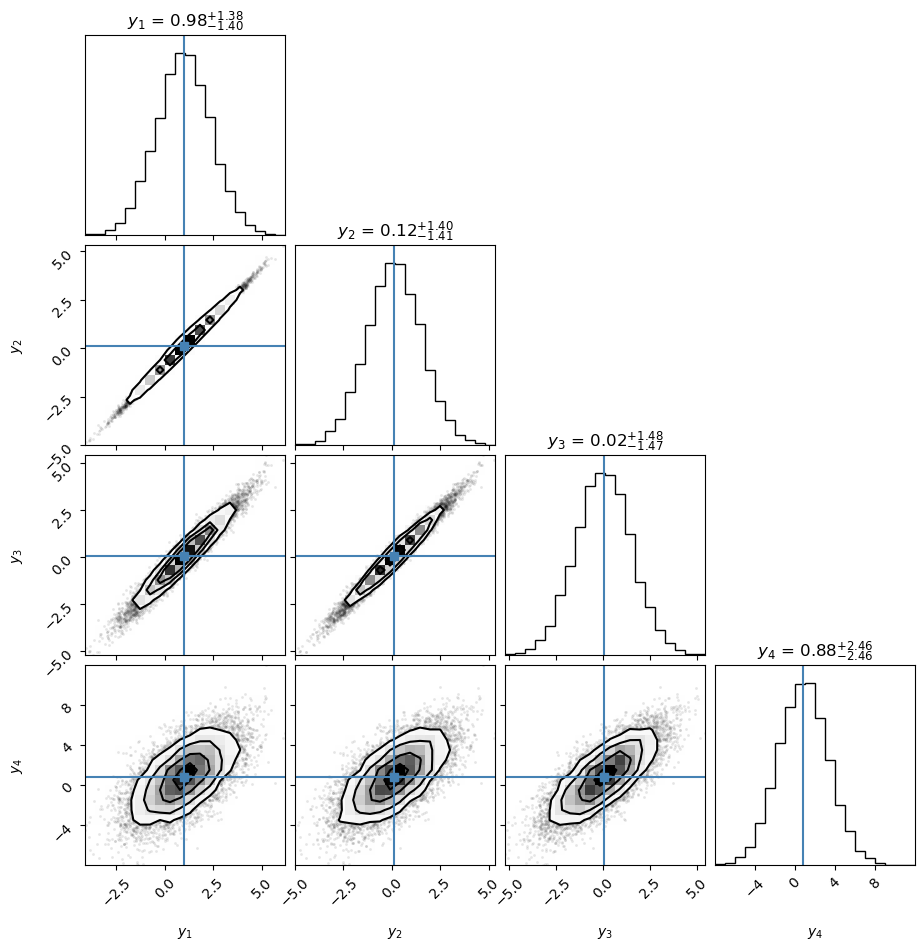 y₁ = 0.98+1.38−1.40
5.0
2.5
0.0
−2.5
−5.0
y₂
y₂ = 0.12+1.40−1.41
5.0
2.5
0.0
−2.5
−5.0
y₃
y₃ = 0.02+1.48−1.47
8
4
0
−4
y₄
y₄ = 0.88+2.46−2.46
−2.5 0.0 2.5 5.0
−5.0 −2.5 0.0 2.5 5.0
−5.0 −2.5 0.0 2.5 5.0
−4 0 4 8
y₁ y₂ y₃ y₄